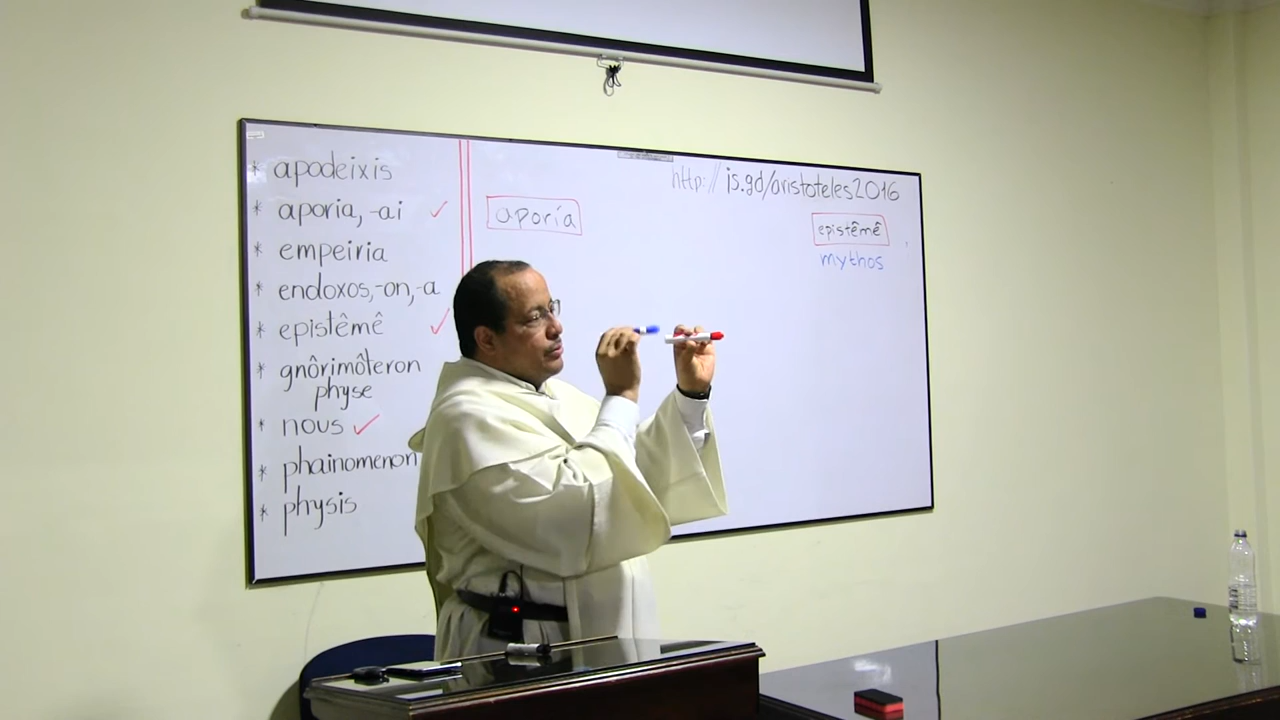 * apodeixis
* aporia, -ai ✓
* empeiria
* endoxos,-on,-a
* epistêmê ✓
* gnôrimôteron
physe
* nous ✓
* phainomenon
* physis
aporía
http://is.gd/aristoteles2016
epistêmê
mythos